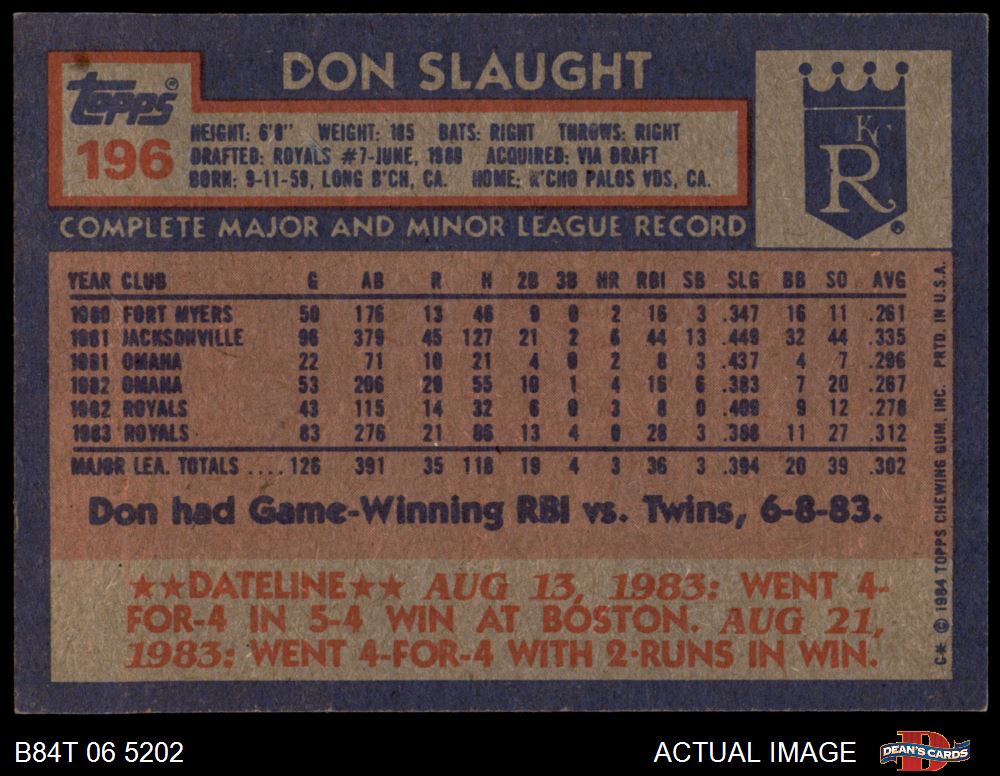 DON SLAUGHT
Topps®
196
HEIGHT: 6'0" WEIGHT: 185 BATS: RIGHT THROWS: RIGHT
DRAFTED: ROYALS #7-JUNE, 1980 ACQUIRED: VIA DRAFT
BORN: 9-11-59, LONG B'CH, CA. HOME: R'CHO PALOS VDS, CA.
KC
R®
COMPLETE MAJOR AND MINOR LEAGUE RECORD
YEAR CLUB G AB R H 2B 3B HR RBI SB SLG BB SO AVG
1980 FORT MYERS 50 176 13 46 9 0 2 16 3 .347 16 11 .261
1981 JACKSONVILLE 96 379 45 127 21 2 6 44 13 .449 32 44 .335
1981 OMAHA 22 71 10 21 4 0 2 8 3 .437 4 7 .296
1982 OMAHA 53 206 29 55 10 1 4 16 6 .383 7 20 .267
1982 ROYALS 43 115 14 32 6 0 3 8 0 .409 9 12 .278
1983 ROYALS 83 276 21 86 13 4 0 28 3 .388 11 27 .312
MAJOR LEA. TOTALS .... 126 391 35 118 19 4 3 36 3 .394 20 39 .302
Don had Game-Winning RBI vs. Twins, 6-8-83.
★★DATELINE★★ AUG 13, 1983: WENT 4-
FOR-4 IN 5-4 WIN AT BOSTON. AUG 21,
1983: WENT 4-FOR-4 WITH 2-RUNS IN WIN.
C* © 1984 TOPPS CHEWING GUM, INC. PRTD. IN U.S.A.
B84T 06 5202
ACTUAL IMAGE
D
DEAN'S CARDS